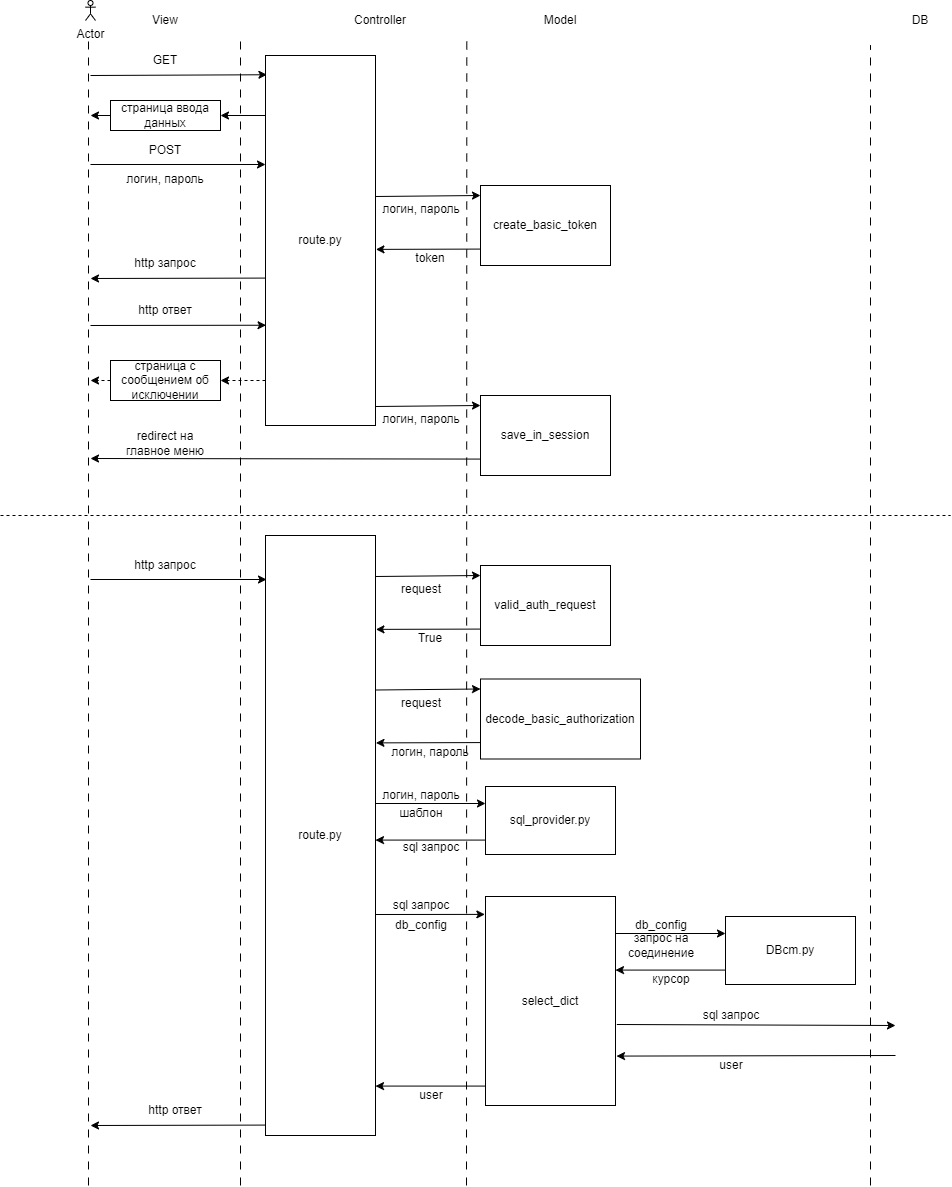 View
Controller
Model
DB
Actor
GET
страница ввода
данных
POST
логин, пароль
логин, пароль
create_basic_token
route.py
token
http запрос
http ответ
страница с
сообщением об
исключении
логин, пароль
save_in_session
redirect на
главное меню
http запрос
request
valid_auth_request
True
request
decode_basic_authorization
логин, пароль
логин, пароль
шаблон
sql_provider.py
route.py
sql запрос
sql запрос
db_config
db_config
запрос на
соединение
DBcm.py
курсор
select_dict
sql запрос
user
user
http ответ